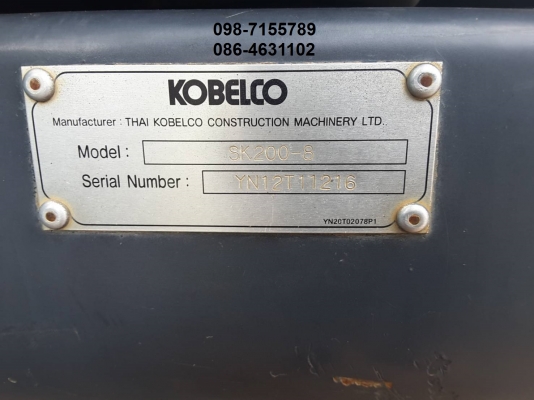 098-7155789
086-4631102
KOBELCO
Manufacturer : THAI KOBELCO CONSTRUCTION MACHINERY LTD.
Model : SK200-8
Serial Number : YN12T11216
YN20T02078P1